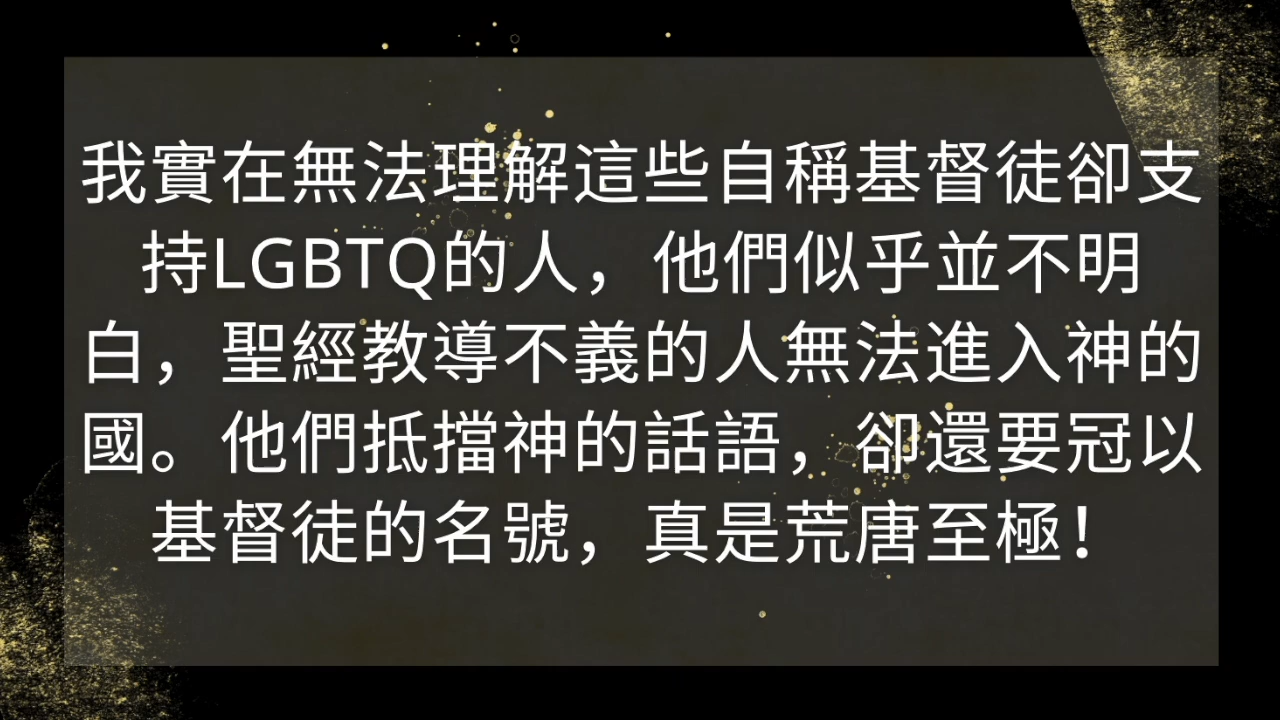 我實在無法理解這些自稱基督徒卻支
持LGBTQ的人，他們似乎並不明
白，聖經教導不義的人無法進入神的
國。他們抵擋神的話語，卻還要冠以
基督徒的名號，真是荒唐至極！